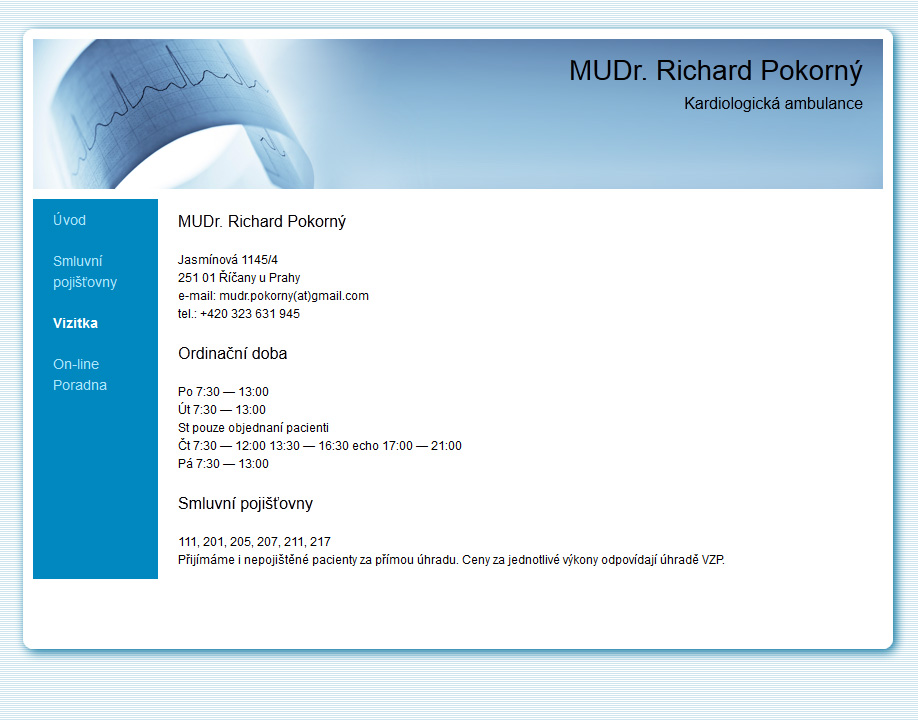 MUDr. Richard Pokorný
Kardiologická ambulance
Úvod
Smluvní
pojišťovny
Vizitka
On-line
Poradna
MUDr. Richard Pokorný
Jasmínová 1145/4
251 01 Říčany u Prahy
e-mail: mudr.pokorny(at)gmail.com
tel.: +420 323 631 945
Ordinační doba
Po 7:30 — 13:00
Út 7:30 — 13:00
St pouze objednaní pacienti
Čt 7:30 — 12:00 13:30 — 16:30 echo 17:00 — 21:00
Pá 7:30 — 13:00
Smluvní pojišťovny
111, 201, 205, 207, 211, 217
Přijímáme i nepojištěné pacienty za přímou úhradu. Ceny za jednotlivé výkony odpovídají úhradě VZP.